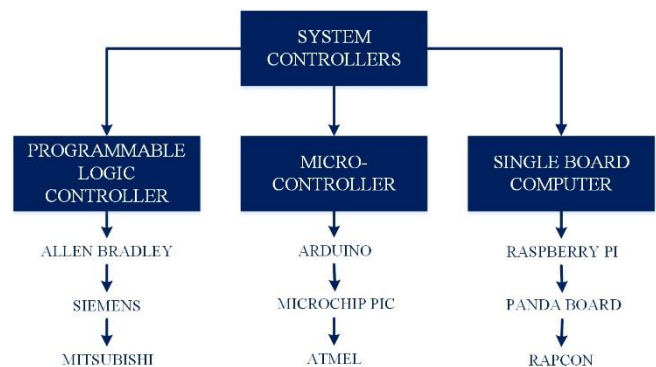 SYSTEM
CONTROLLERS
PROGRAMMABLE
LOGIC
CONTROLLER
ALLEN BRADLEY
SIEMENS
MITSUBISHI
MICRO-
CONTROLLER
ARDUINO
MICROCHIP PIC
ATMEL
SINGLE BOARD
COMPUTER
RASPBERRY PI
PANDA BOARD
RAPCON